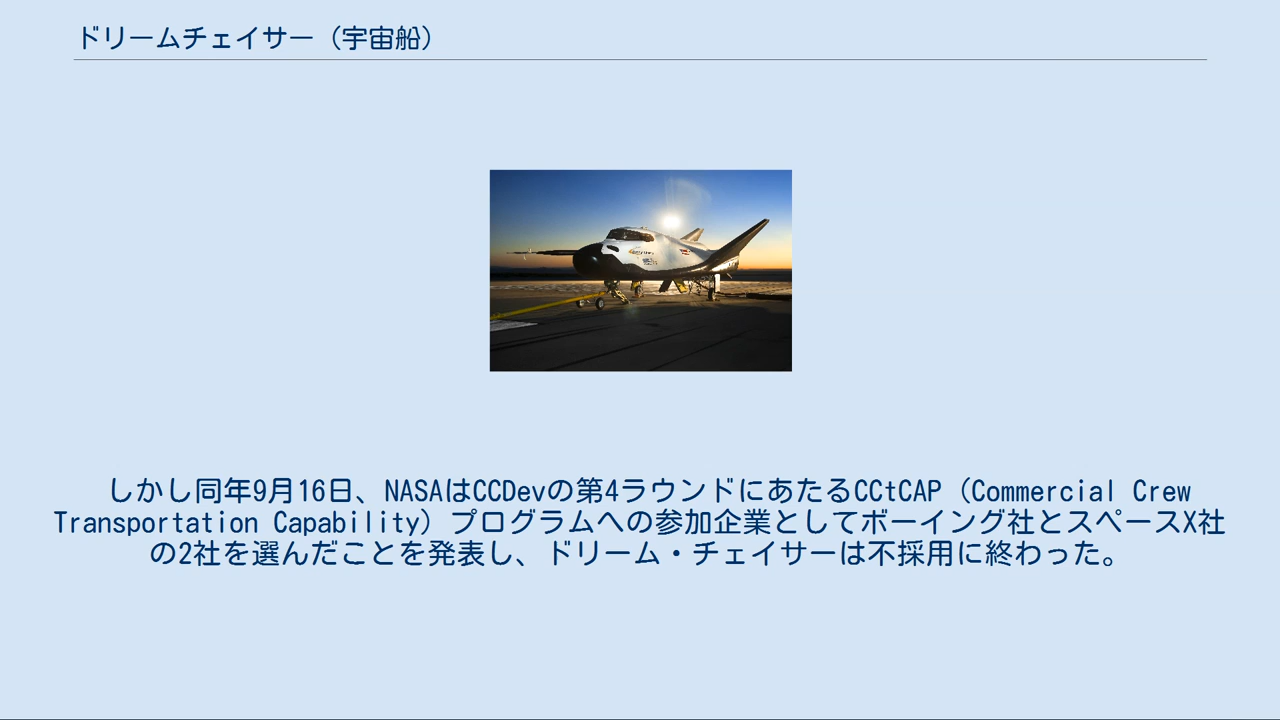 ドリームチェイサー（宇宙船）
しかし同年9月16日、NASAはCCDevの第4ラウンドにあたるCCtCAP（Commercial Crew
Transportation Capability）プログラムへの参加企業としてボーイング社とスペースX社
の2社を選んだことを発表し、ドリーム・チェイサーは不採用に終わった。